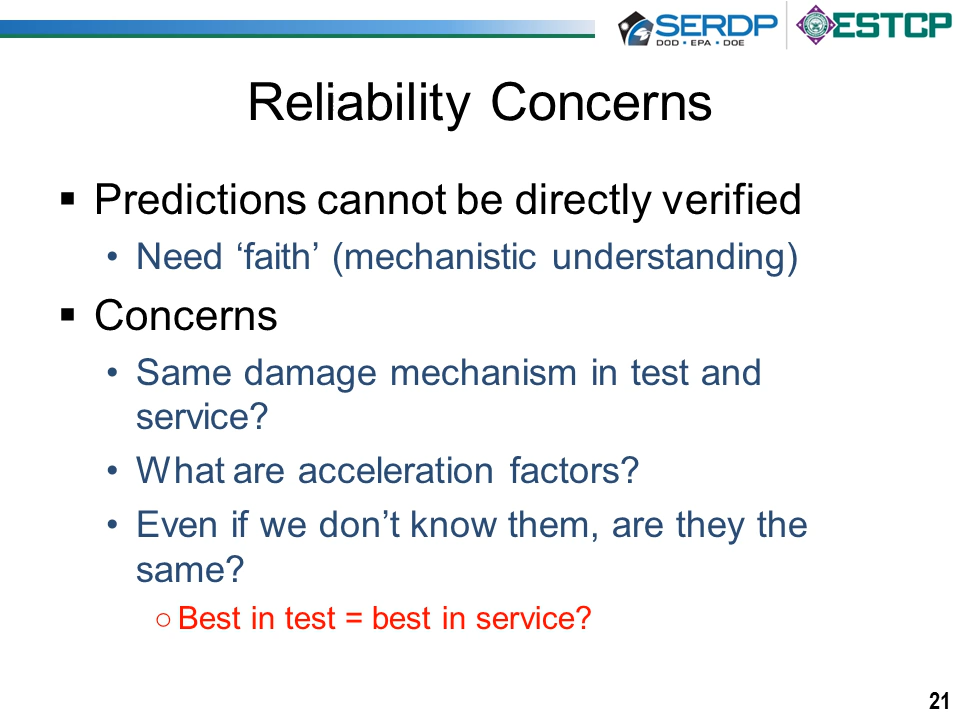 SERDP
DOD • EPA • DOE
ESTCP
Reliability Concerns
▪ Predictions cannot be directly verified
• Need ‘faith’ (mechanistic understanding)
▪ Concerns
• Same damage mechanism in test and
service?
• What are acceleration factors?
• Even if we don’t know them, are they the
same?
○ Best in test = best in service?
21